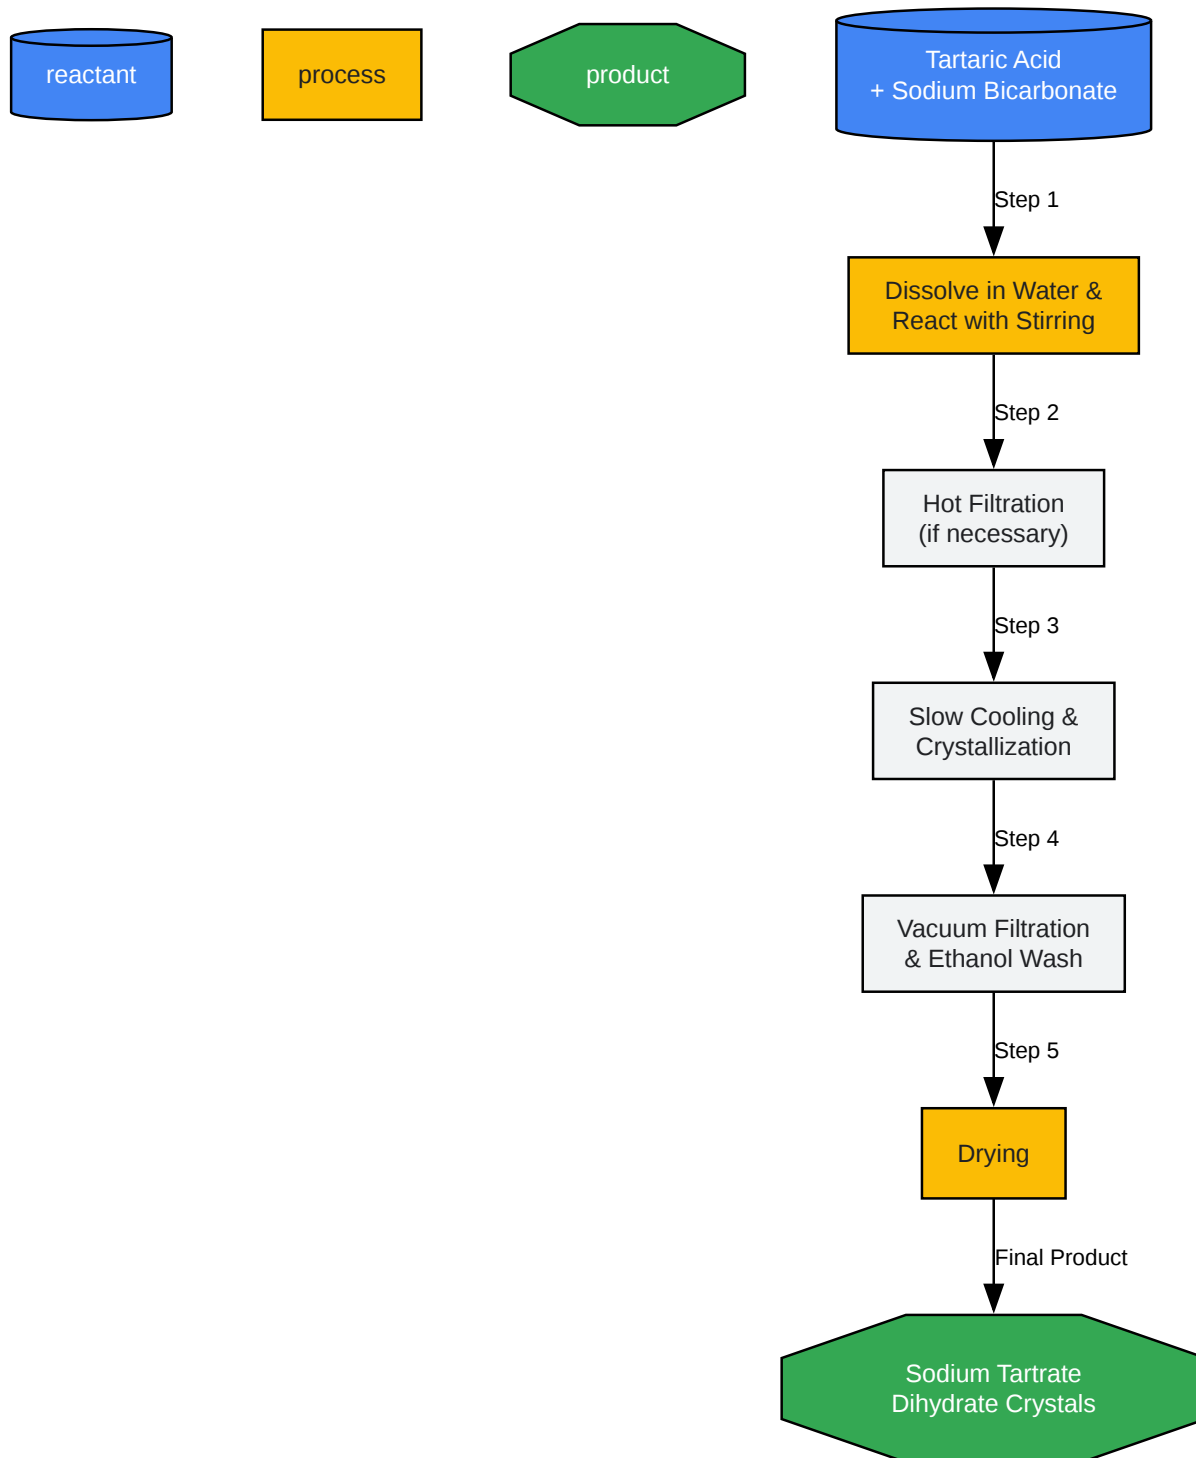 reactant
process
product
Tartaric Acid
+ Sodium Bicarbonate
Step 1
Dissolve in Water &
React with Stirring
Step 2
Hot Filtration
(if necessary)
Step 3
Slow Cooling &
Crystallization
Step 4
Vacuum Filtration
& Ethanol Wash
Step 5
Drying
Final Product
Sodium Tartrate
Dihydrate Crystals